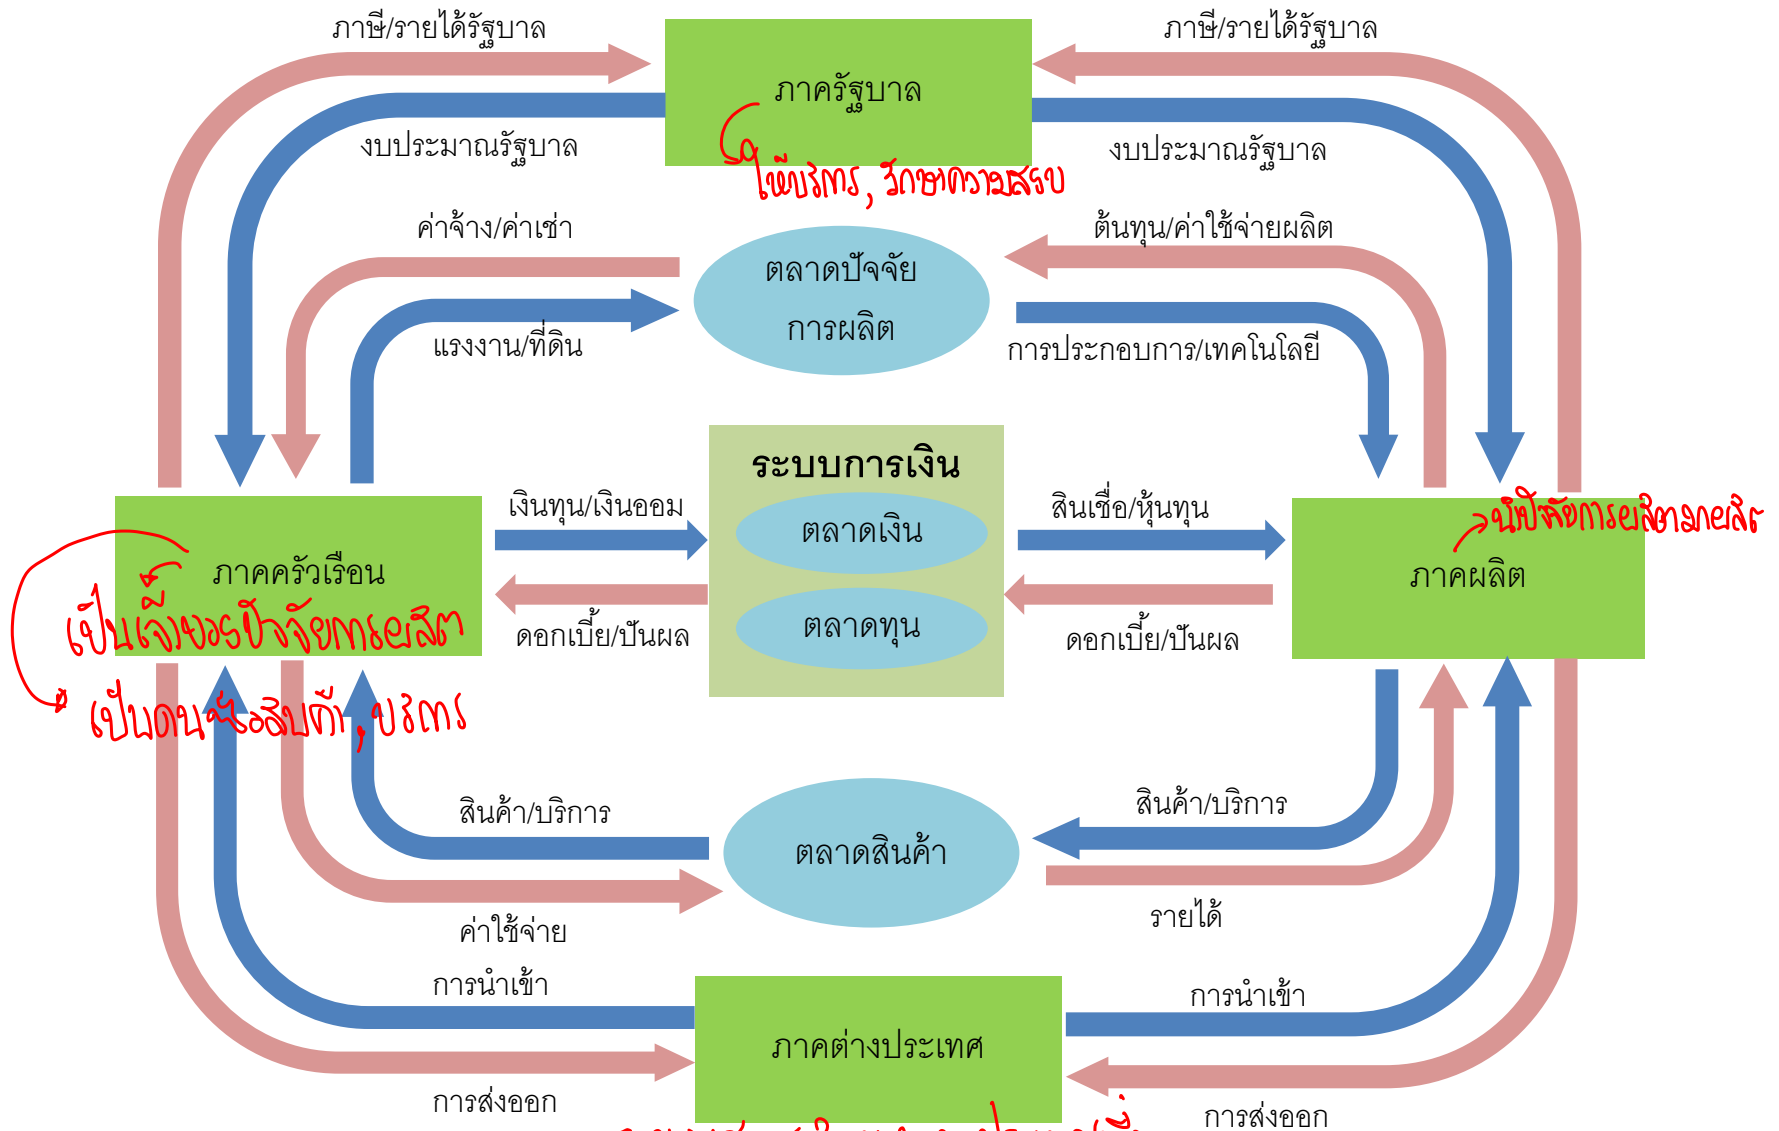 ภาษี/รายได้รัฐบาล
ภาษี/รายได้รัฐบาล
ภาครัฐบาล
งบประมาณรัฐบาล
งบประมาณรัฐบาล
ให้บริการ, รักษาความสงบ
ค่าจ้าง/ค่าเช่า
ต้นทุน/ค่าใช้จ่ายผลิต
ตลาดปัจจัย
การผลิต
แรงงาน/ที่ดิน
การประกอบการ/เทคโนโลยี
ระบบการเงิน
เงินทุน/เงินออม
สินเชื่อ/หุ้นทุน
ตลาดเงิน
นำปัจจัยการผลิตมาผลิต
ภาคครัวเรือน
ภาคผลิต
เป็นเจ้าของปัจจัยการผลิต
ตลาดทุน
ดอกเบี้ย/ปันผล
ดอกเบี้ย/ปันผล
เป็นคนซื้อสินค้า, บริการ
สินค้า/บริการ
สินค้า/บริการ
ตลาดสินค้า
ค่าใช้จ่าย
รายได้
การนำเข้า
การนำเข้า
ภาคต่างประเทศ
การส่งออก
การส่งออก